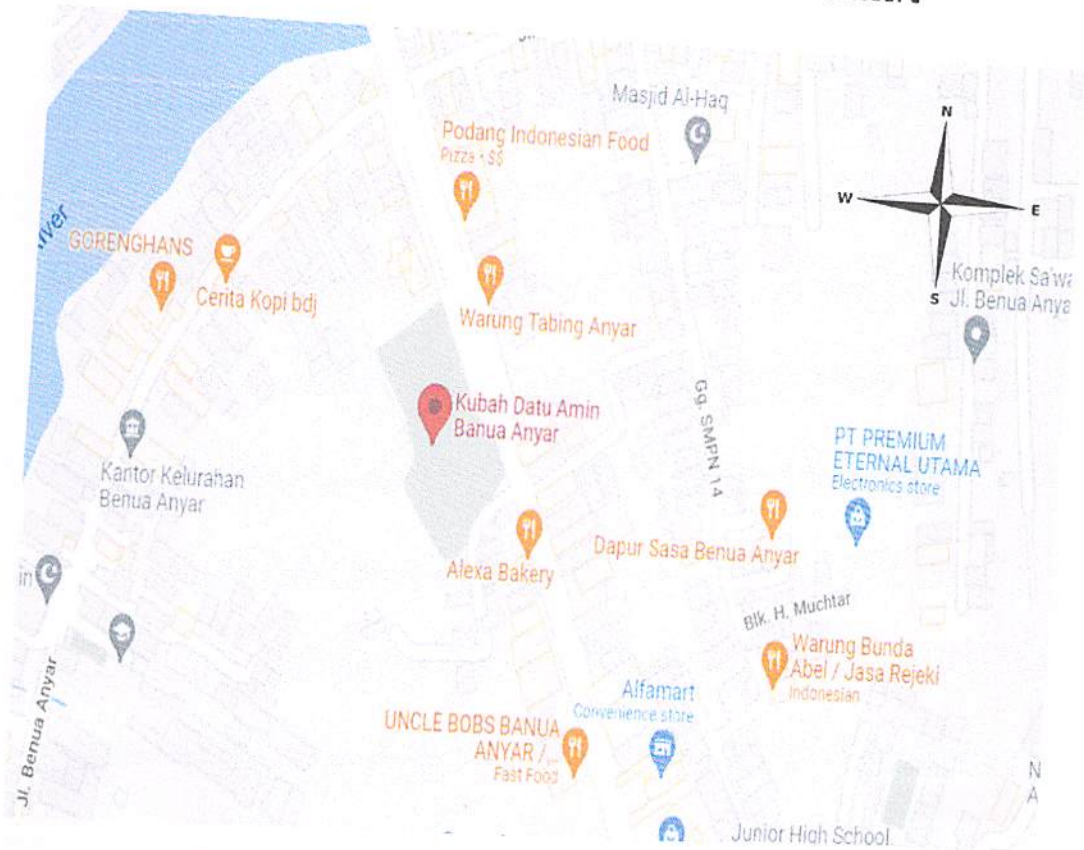 Masjid Al-Haq
Podang Indonesian Food
Pizza • $$
N
W
E
S
GORENGHANS
Cerita Kopi bdj
Warung Tabing Anyar
Komplek Sa'wa
Jl. Benua Anya
Kubah Datu Amin
Banua Anyar
Gg. SMPN 14
PT PREMIUM
ETERNAL UTAMA
Electronics store
Kantor Kelurahan
Benua Anyar
Dapur Sasa Benua Anyar
Alexa Bakery
Blk. H. Muchtar
Warung Bunda
Abel / Jasa Rejeki
Indonesian
Alfamart
Convenience store
UNCLE BOBS BANUA
ANYAR /...
Fast Food
Jl. Benua Anyar
N
A
Junior High School